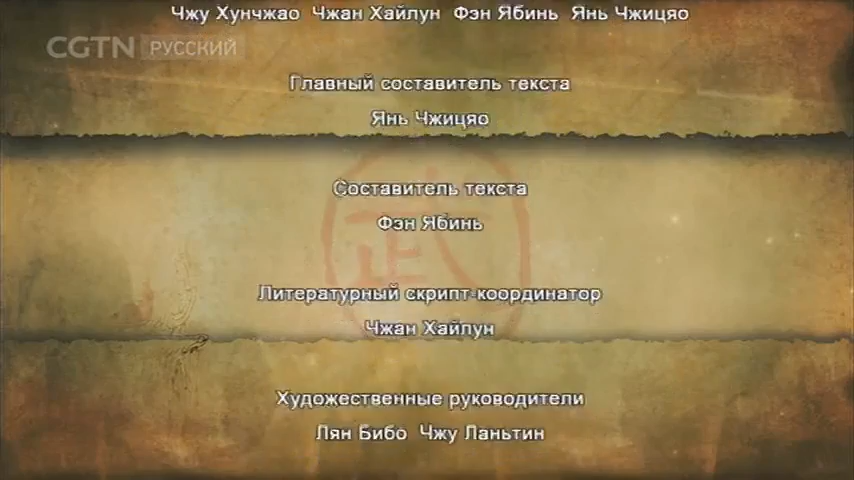 Чжу Хунчжао Чжан Хайлун Фэн Ябинь Янь Чжицяо
CGTN РУССКИЙ
Главный составитель текста
Янь Чжицяо
Составитель текста
Фэн Ябинь
武
Литературный скрипт-координатор
Чжан Хайлун
Художественные руководители
Лян Бибо Чжу Ланьтин